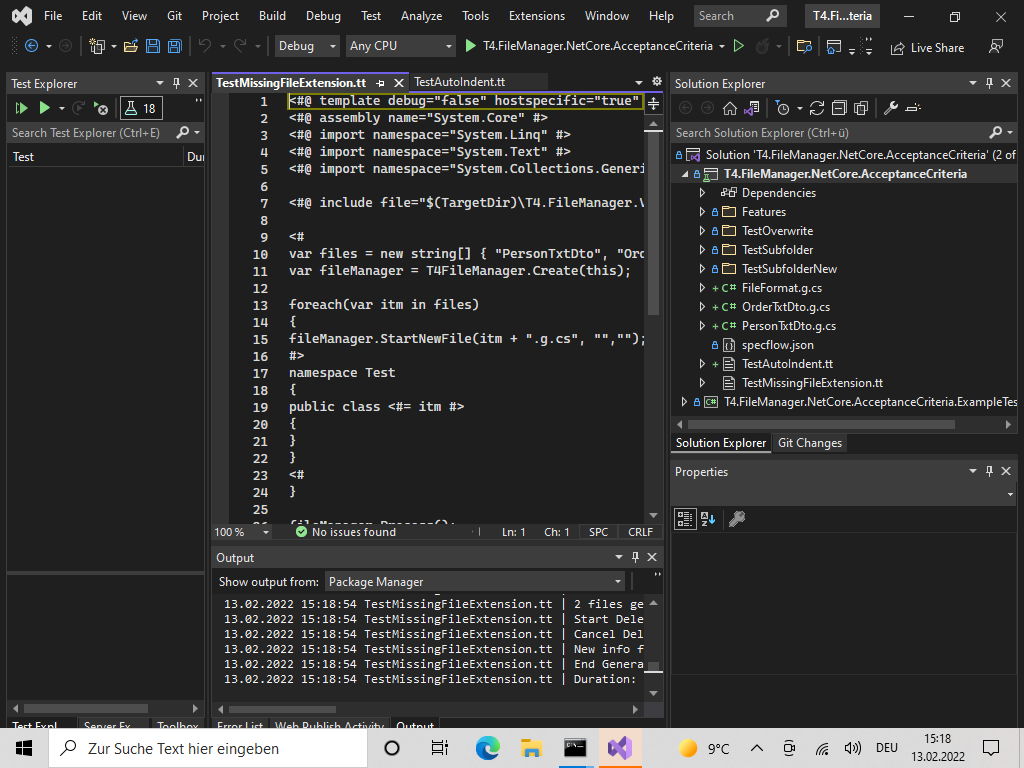 File Edit View Git Project Build Debug Test Analyze Tools Extensions Window Help Search T4.Fi...teria
Debug Any CPU T4.FileManager.NetCore.AcceptanceCriteria Live Share
Test Explorer
18
Search Test Explorer (Ctrl+E)
Test Dur
TestMissingFileExtension.tt TestAutoIndent.tt
1 <#@ template debug="false" hostspecific="true"
2 <#@ assembly name="System.Core" #>
3 <#@ import namespace="System.Linq" #>
4 <#@ import namespace="System.Text" #>
5 <#@ import namespace="System.Collections.Generi
6
7 <#@ include file="$(TargetDir)\T4.FileManager.V
8
9 <#
10 var files = new string[] { "PersonTxtDto", "Ord
11 var fileManager = T4FileManager.Create(this);
12
13 foreach(var itm in files)
14 {
15 fileManager.StartNewFile(itm + ".g.cs", "","");
16 #>
17 namespace Test
18 {
19 public class <#= itm #>
20 {
21 }
22 }
23 <#
24 }
25
26 fileManager.Process();
100 % No issues found Ln: 1 Ch: 1 SPC CRLF
Output
Show output from: Package Manager
13.02.2022 15:18:54 TestMissingFileExtension.tt | 2 files ge
13.02.2022 15:18:54 TestMissingFileExtension.tt | Start Dele
13.02.2022 15:18:54 TestMissingFileExtension.tt | Cancel Del
13.02.2022 15:18:54 TestMissingFileExtension.tt | New info f
13.02.2022 15:18:54 TestMissingFileExtension.tt | End Genera
13.02.2022 15:18:54 TestMissingFileExtension.tt | Duration:
Test Expl... Server Ex... Toolbox
Error List Web Publish Activity Output
Solution Explorer
Search Solution Explorer (Ctrl+ü)
Solution 'T4.FileManager.NetCore.AcceptanceCriteria' (2 of
T4.FileManager.NetCore.AcceptanceCriteria
Dependencies
Features
TestOverwrite
TestSubfolder
TestSubfolderNew
C# FileFormat.g.cs
C# OrderTxtDto.g.cs
C# PersonTxtDto.g.cs
specflow.json
TestAutoIndent.tt
TestMissingFileExtension.tt
C# T4.FileManager.NetCore.AcceptanceCriteria.ExampleTes
Solution Explorer Git Changes
Properties
Zur Suche Text hier eingeben
9°C DEU 15:18
13.02.2022